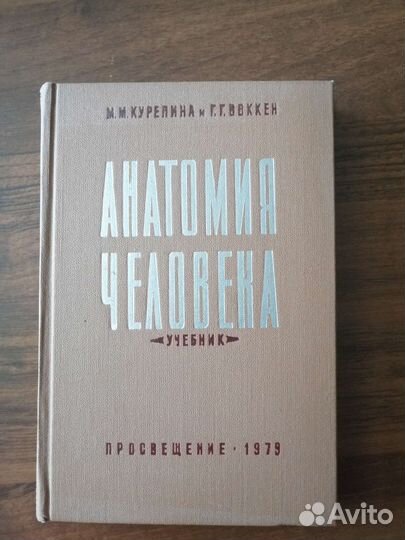 М.М.КУРЕПИНА и Г.Г.ВОККЕН
АНАТОМИЯ
ЧЕЛОВЕКА
УЧЕБНИК
ПРОСВЕЩЕНИЕ · 1979
Avito